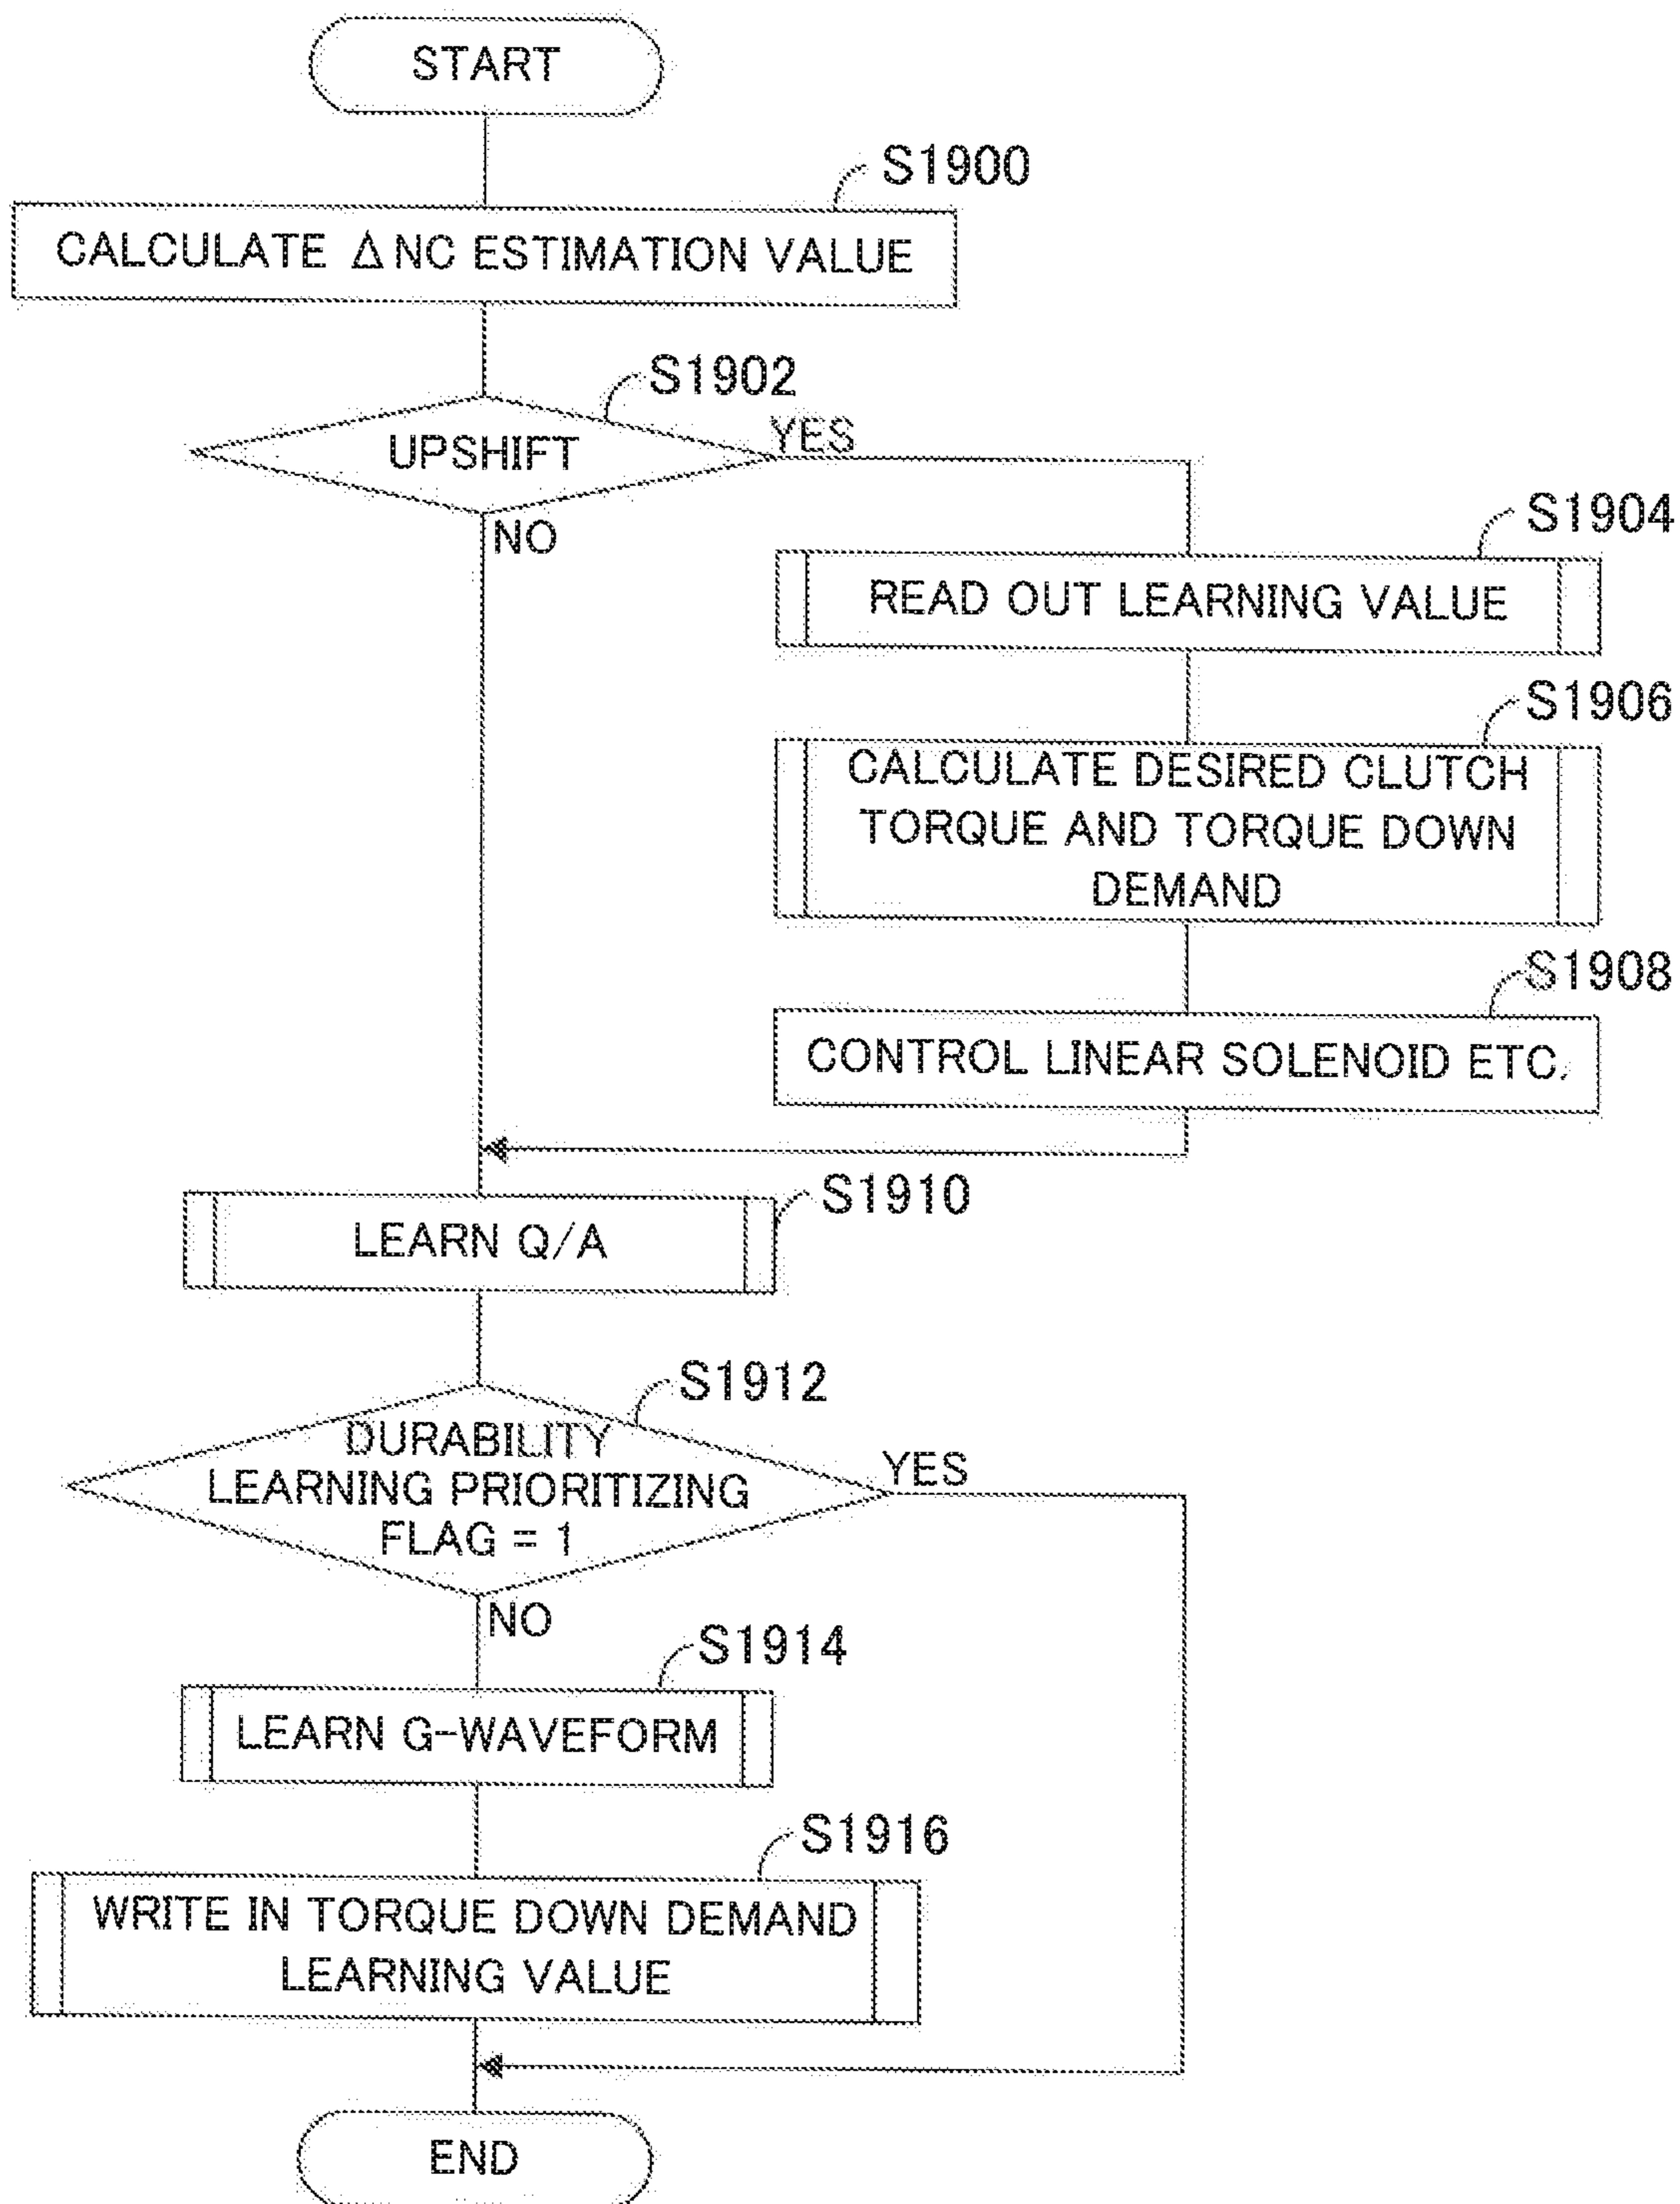 START
S1900
CALCULATE Δ NC ESTIMATION VALUE
S1902
UPSHIFT
YES
NO
S1904
READ OUT LEARNING VALUE
S1906
CALCULATE DESIRED CLUTCH
TORQUE AND TORQUE DOWN
DEMAND
S1908
CONTROL LINEAR SOLENOID ETC.
S1910
LEARN Q/A
S1912
DURABILITY
LEARNING PRIORITIZING
FLAG = 1
YES
NO
S1914
LEARN G-WAVEFORM
S1916
WRITE IN TORQUE DOWN DEMAND
LEARNING VALUE
END